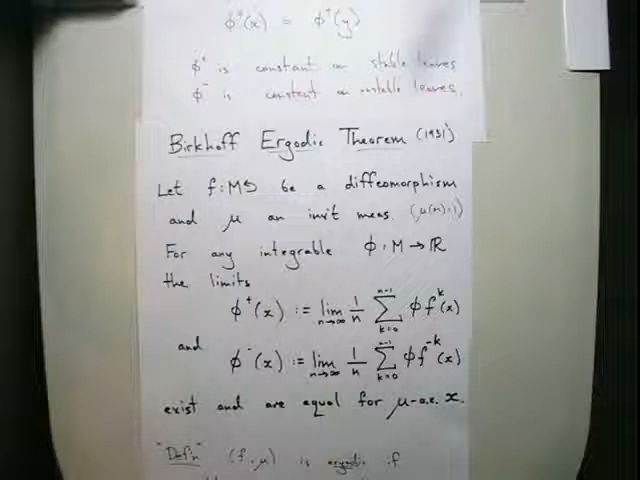 ϕ⁺(x) = ϕ⁺(y)
ϕ⁺ is constant on stable leaves
ϕ⁻ is constant on unstable leaves.
Birkhoff Ergodic Theorem (1931)
Let f: M↺ be a diffeomorphism
and μ an inv't meas. (μ(M)=1)
For any integrable ϕ: M → ℝ
the limits
ϕ⁺(x) := lim_{n→∞} 1/n ∑_{k=0}^{n-1} ϕ f^k(x)
and
ϕ⁻(x) := lim_{n→∞} 1/n ∑_{k=0}^{n-1} ϕ f^{-k}(x)
exist and are equal for μ-a.e. x.
"Def'n" (f, μ) is ergodic if